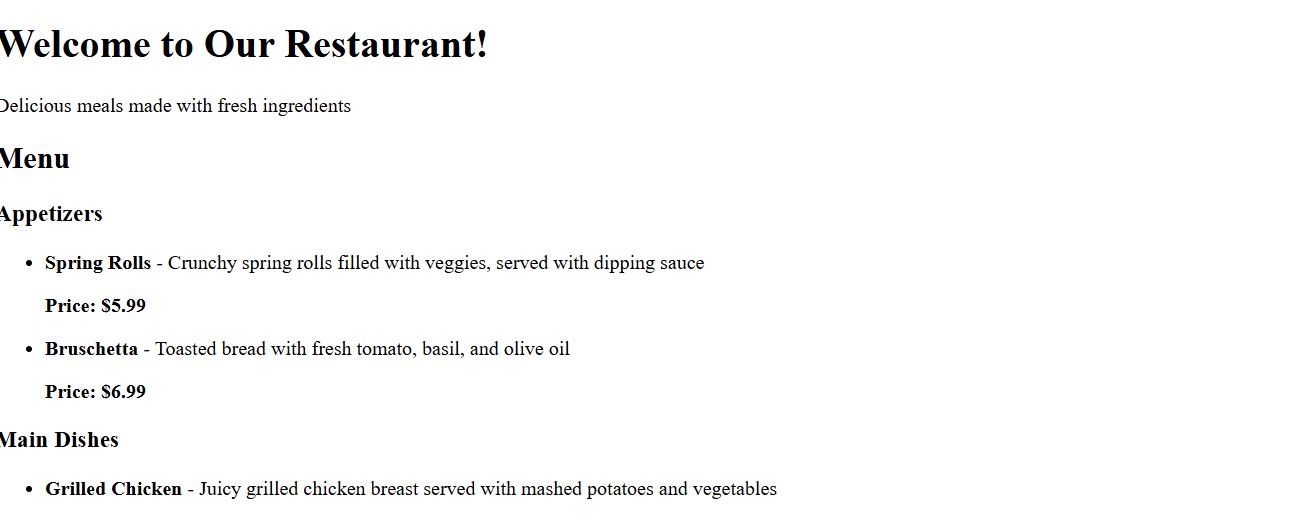 Welcome to Our Restaurant!
Delicious meals made with fresh ingredients
Menu
Appetizers
• Spring Rolls - Crunchy spring rolls filled with veggies, served with dipping sauce
Price: $5.99
• Bruschetta - Toasted bread with fresh tomato, basil, and olive oil
Price: $6.99
Main Dishes
• Grilled Chicken - Juicy grilled chicken breast served with mashed potatoes and vegetables